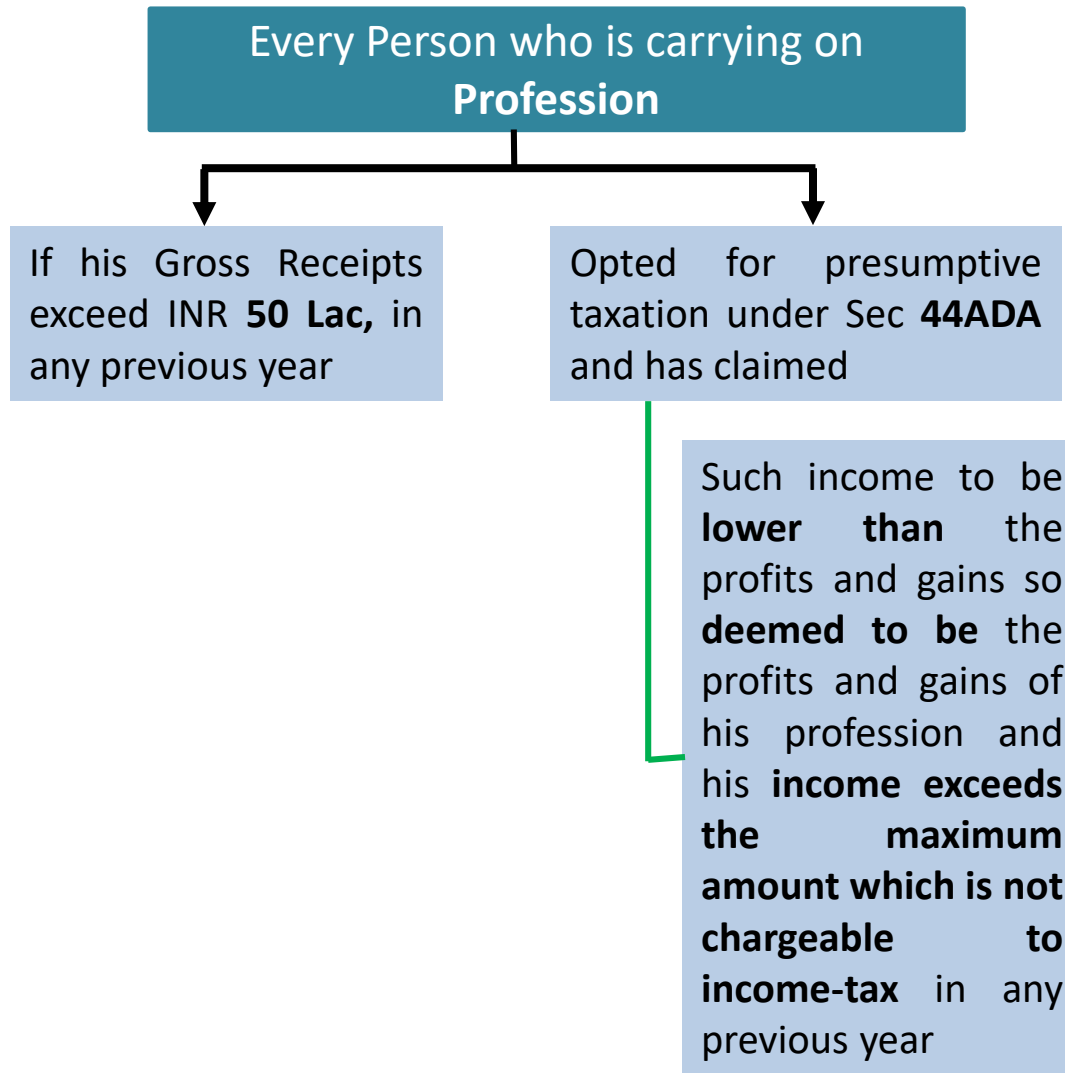 Every Person who is carrying on
Profession
If his Gross Receipts
exceed INR 50 Lac, in
any previous year
Opted for presumptive
taxation under Sec 44ADA
and has claimed
Such income to be
lower than the
profits and gains so
deemed to be the
profits and gains of
his profession and
his income exceeds
the maximum
amount which is not
chargeable to
income-tax in any
previous year